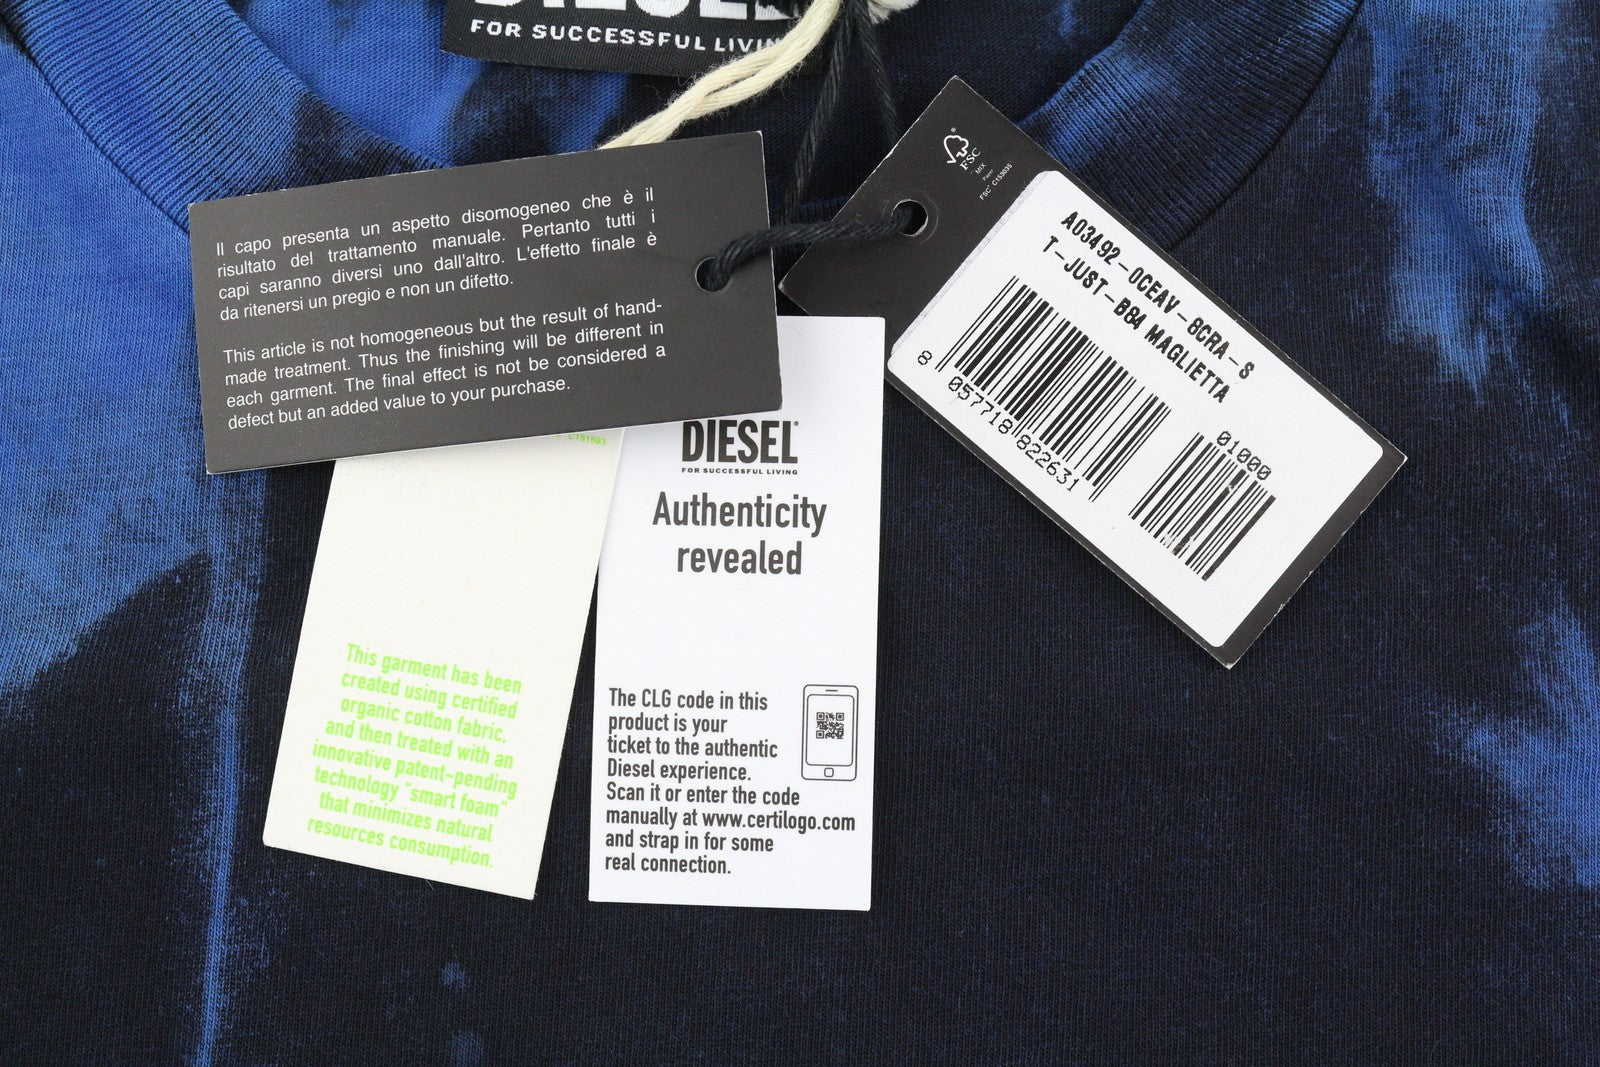 DIESEL
FOR SUCCESSFUL LIVING
Il capo presenta un aspetto disomogeneo che è il
risultato del trattamento manuale. Pertanto tutti i
capi saranno diversi uno dall'altro. L'effetto finale è
da ritenersi un pregio e non un difetto.
This article is not homogeneous but the result of hand-
made treatment. Thus the finishing will be different in
each garment. The final effect is not be considered a
defect but an added value to your purchase.
FSC
MIX
Paper
FSC® C153035
A03492-0CEAV-8CRA-S
T-JUST-B84 MAGLIETTA
8 057718 822631
01000
C151593
This garment has been
created using certified
organic cotton fabric,
and then treated with an
innovative patent-pending
technology "smart foam"
that minimizes natural
resources consumption.
DIESEL
FOR SUCCESSFUL LIVING
Authenticity
revealed
The CLG code in this
product is your
ticket to the authentic
Diesel experience.
Scan it or enter the code
manually at www.certilogo.com
and strap in for some
real connection.